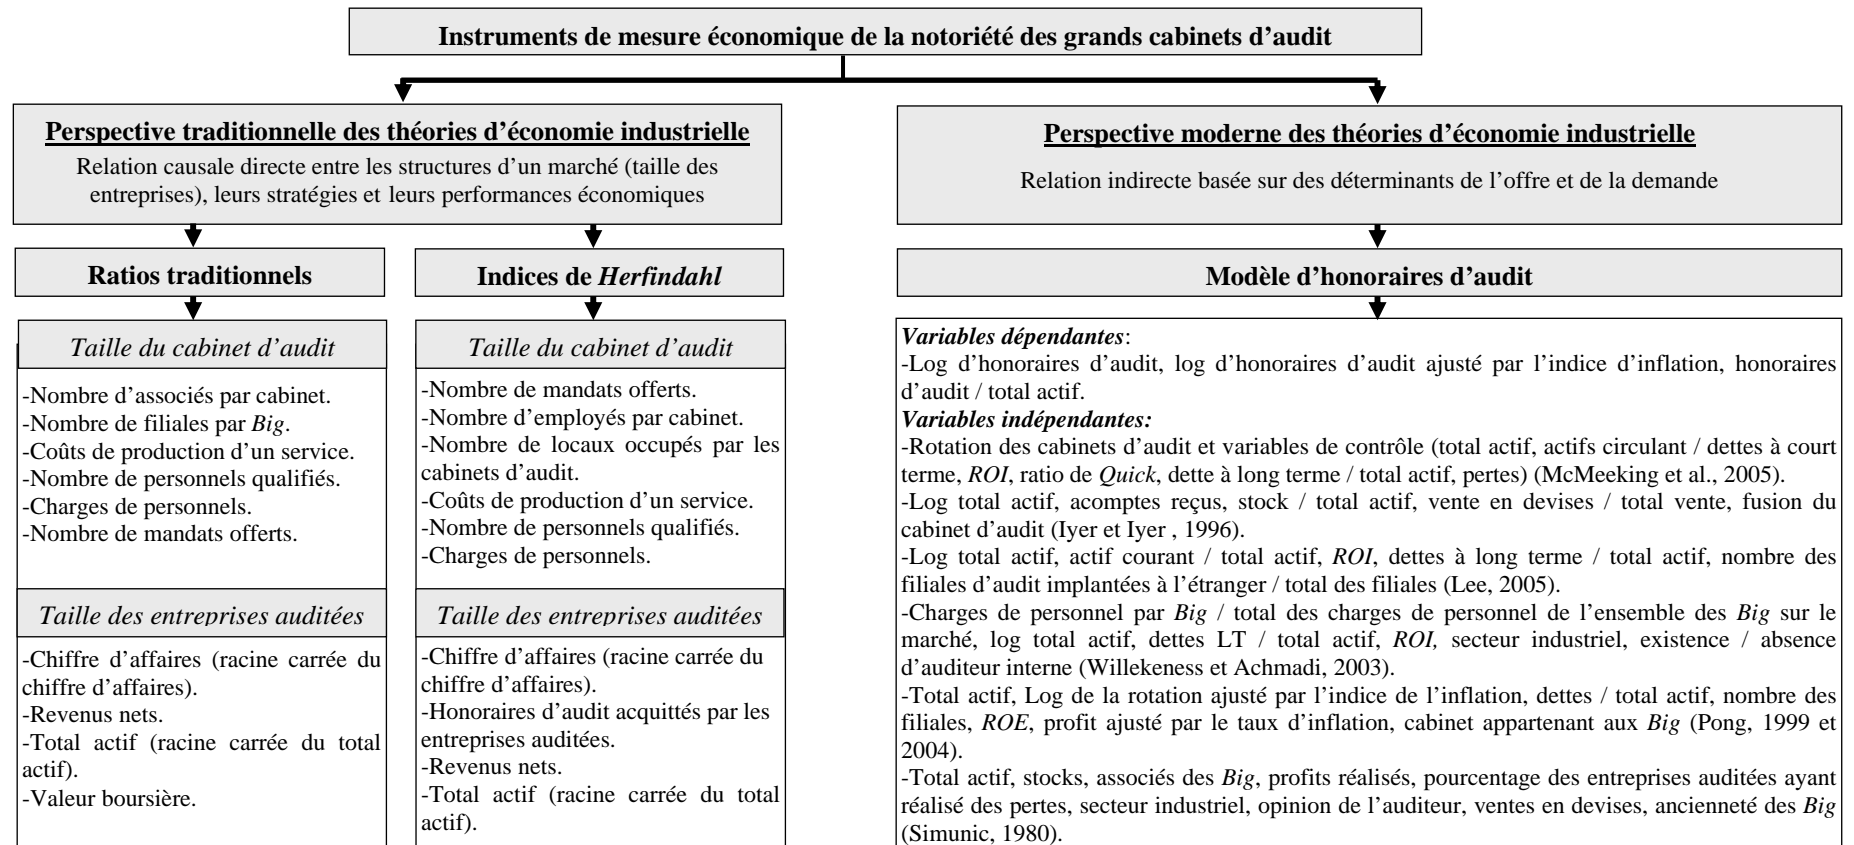 Instruments de mesure économique de la notoriété des grands cabinets d’audit
Perspective traditionnelle des théories d’économie industrielle
Relation causale directe entre les structures d’un marché (taille des
entreprises), leurs stratégies et leurs performances économiques
Perspective moderne des théories d’économie industrielle
Relation indirecte basée sur des déterminants de l’offre et de la demande
Ratios traditionnels
Taille du cabinet d’audit
-Nombre d’associés par cabinet.
-Nombre de filiales par Big.
-Coûts de production d’un service.
-Nombre de personnels qualifiés.
-Charges de personnels.
-Nombre de mandats offerts.
Taille des entreprises auditées
-Chiffre d’affaires (racine carrée du
chiffre d’affaires).
-Revenus nets.
-Total actif (racine carrée du total
actif).
-Valeur boursière.
Indices de Herfindahl
Taille du cabinet d’audit
-Nombre de mandats offerts.
-Nombre d’employés par cabinet.
-Nombre de locaux occupés par les
cabinets d’audit.
-Coûts de production d’un service.
-Nombre de personnels qualifiés.
-Charges de personnels.
Taille des entreprises auditées
-Chiffre d’affaires (racine carrée du
chiffre d’affaires).
-Honoraires d’audit acquittés par les
entreprises auditées.
-Revenus nets.
-Total actif (racine carrée du total
actif).
Modèle d’honoraires d’audit
Variables dépendantes:
-Log d’honoraires d’audit, log d’honoraires d’audit ajusté par l’indice d’inflation, honoraires
d’audit / total actif.
Variables indépendantes:
-Rotation des cabinets d’audit et variables de contrôle (total actif, actifs circulant / dettes à court
terme, ROI, ratio de Quick, dette à long terme / total actif, pertes) (McMeeking et al., 2005).
-Log total actif, acomptes reçus, stock / total actif, vente en devises / total vente, fusion du
cabinet d’audit (Iyer et Iyer , 1996).
-Log total actif, actif courant / total actif, ROI, dettes à long terme / total actif, nombre des
filiales d’audit implantées à l’étranger / total des filiales (Lee, 2005).
-Charges de personnel par Big / total des charges de personnel de l’ensemble des Big sur le
marché, log total actif, dettes LT / total actif, ROI, secteur industriel, existence / absence
d’auditeur interne (Willekeness et Achmadi, 2003).
-Total actif, Log de la rotation ajusté par l’indice de l’inflation, dettes / total actif, nombre des
filiales, ROE, profit ajusté par le taux d’inflation, cabinet appartenant aux Big (Pong, 1999 et
2004).
-Total actif, stocks, associés des Big, profits réalisés, pourcentage des entreprises auditées ayant
réalisé des pertes, secteur industriel, opinion de l’auditeur, ventes en devises, ancienneté des Big
(Simunic, 1980).